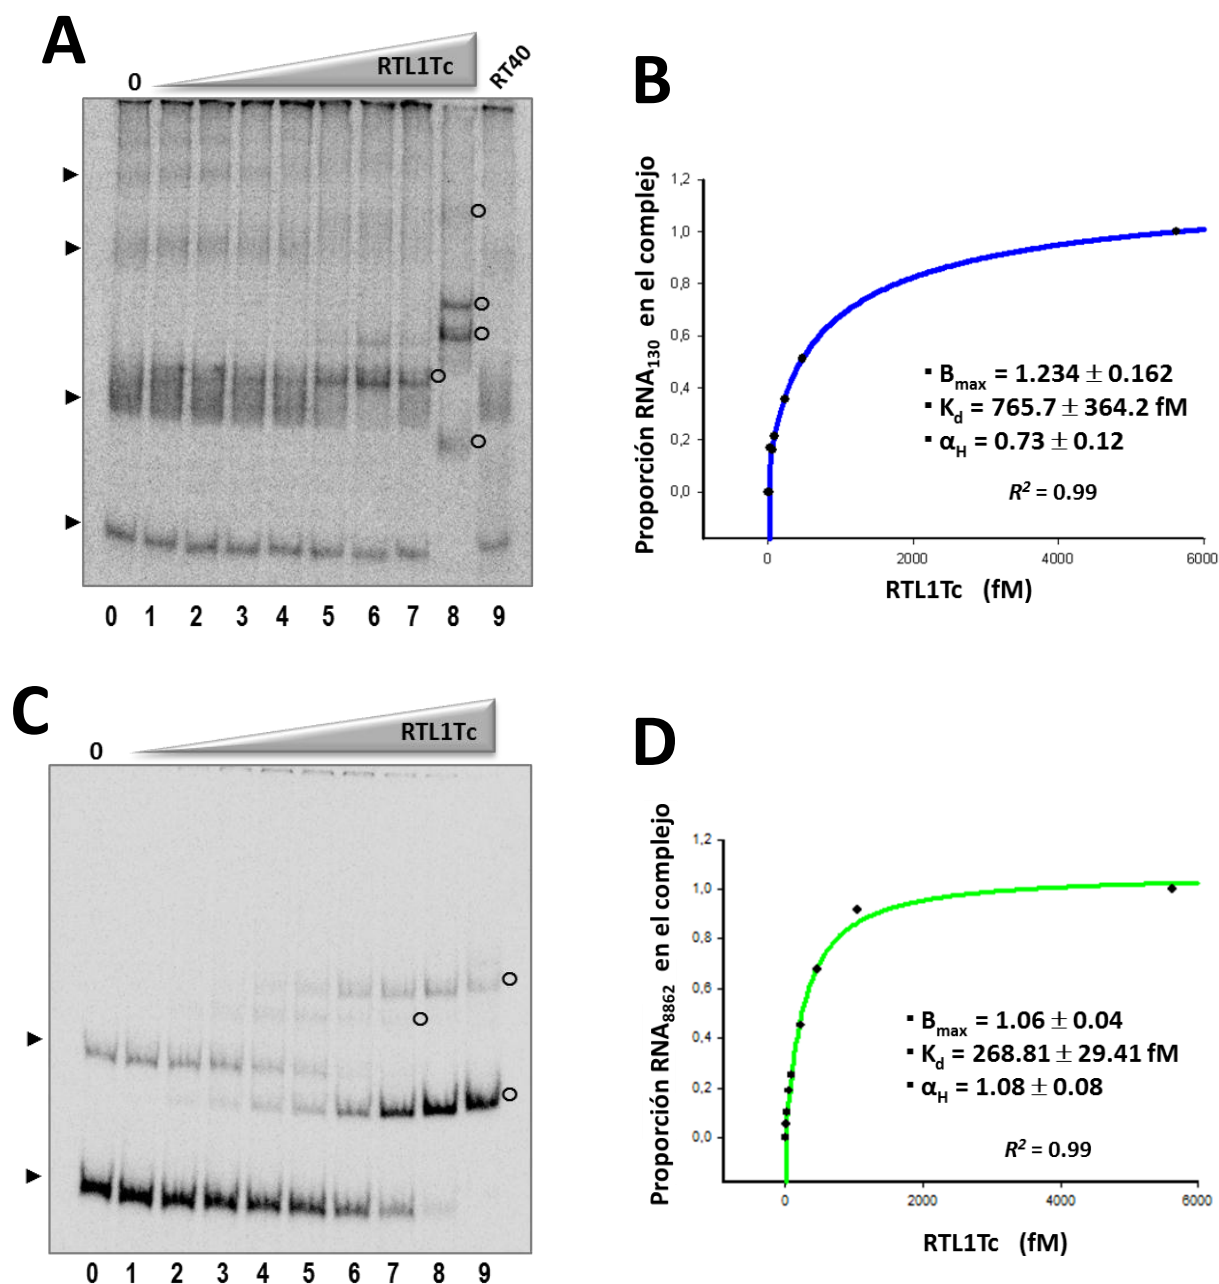 A
0
RTL1Tc
RT40
0 1 2 3 4 5 6 7 8 9
B
Proporción RNA130 en el complejo
1,2
1,0
0,8
0,6
0,4
0,2
0,0
▪ Bmax = 1.234 ± 0.162
▪ Kd = 765.7 ± 364.2 fM
▪ αH = 0.73 ± 0.12
R² = 0.99
0 2000 4000 6000
RTL1Tc (fM)
C
0
RTL1Tc
0 1 2 3 4 5 6 7 8 9
D
Proporción RNA8862 en el complejo
1,2
1,0
0,8
0,6
0,4
0,2
0,0
▪ Bmax = 1.06 ± 0.04
▪ Kd = 268.81 ± 29.41 fM
▪ αH = 1.08 ± 0.08
R² = 0.99
0 2000 4000 6000
RTL1Tc (fM)